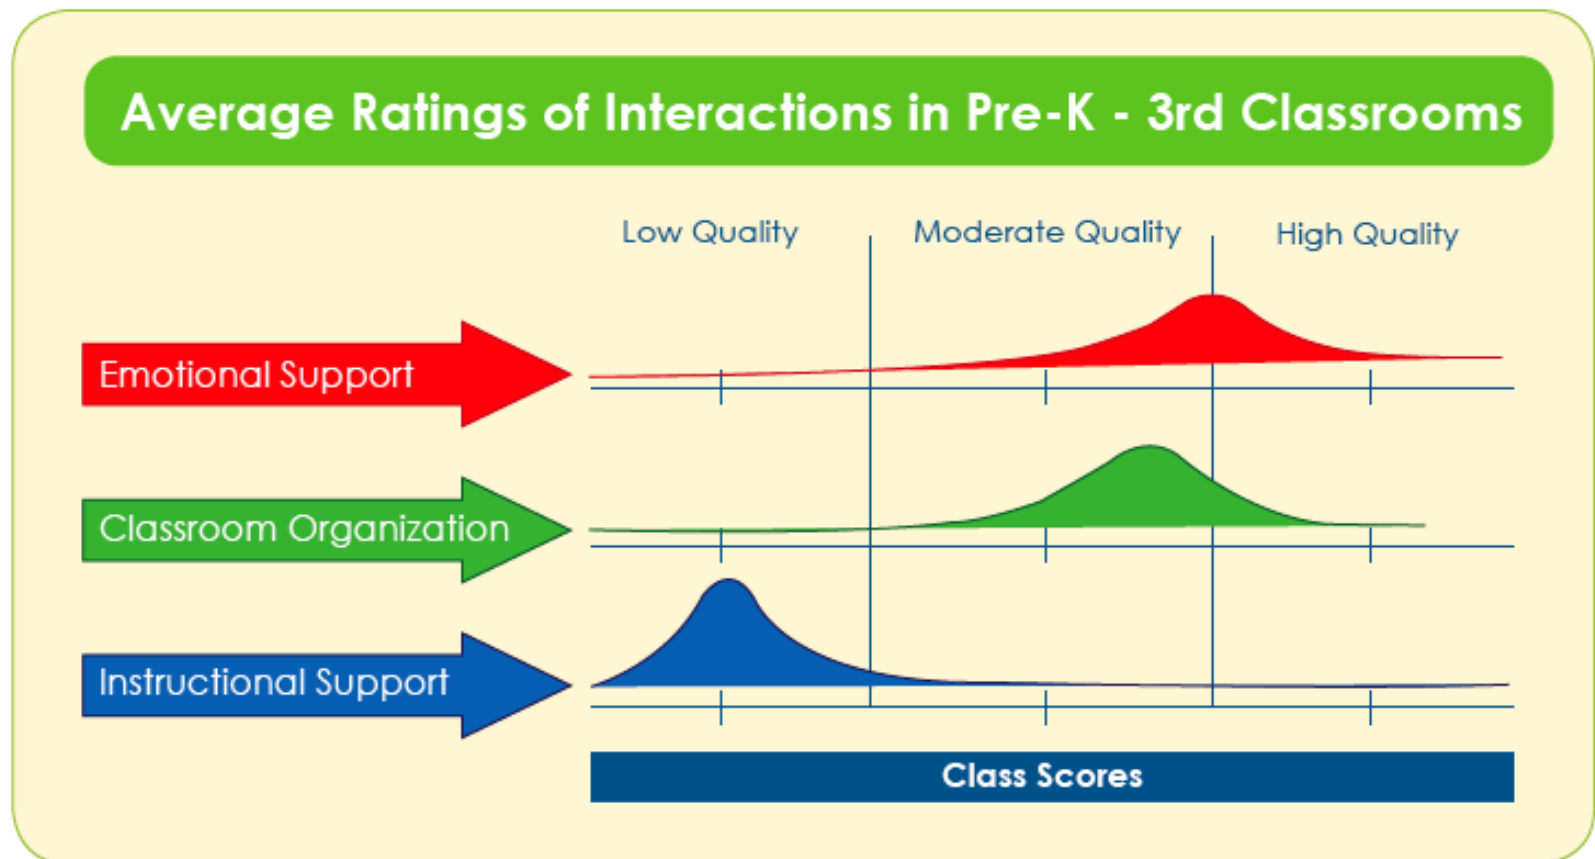 Average Ratings of Interactions in Pre-K - 3rd Classrooms
Low Quality
Moderate Quality
High Quality
Emotional Support
Classroom Organization
Instructional Support
Class Scores